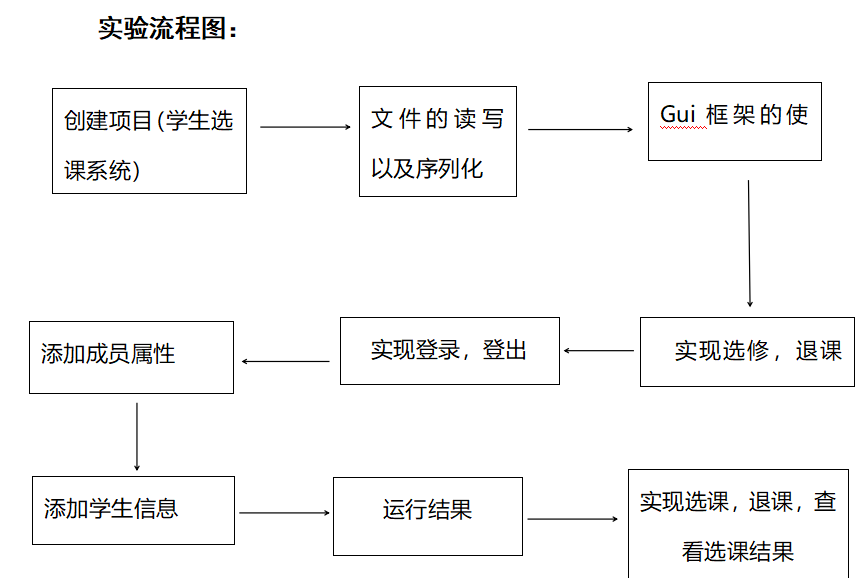 实验流程图：
创建项目(学生选
课系统)
文件的读写
以及序列化
Gui 框架的使
实现选修，退课
实现登录，登出
添加成员属性
添加学生信息
运行结果
实现选课，退课，查
看选课结果